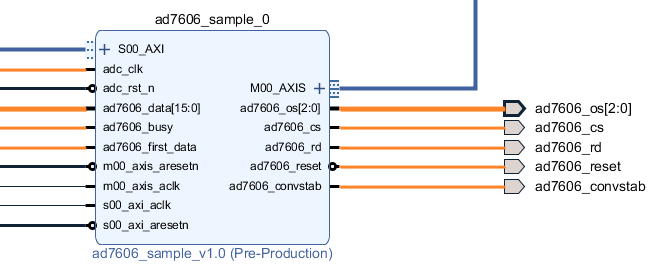 ad7606_sample_0
S00_AXI
adc_clk
adc_rst_n
M00_AXIS
ad7606_data[15:0]
ad7606_os[2:0]
ad7606_os[2:0]
ad7606_busy
ad7606_cs
ad7606_cs
ad7606_first_data
ad7606_rd
ad7606_rd
m00_axis_aresetn
ad7606_reset
ad7606_reset
m00_axis_aclk
ad7606_convstab
ad7606_convstab
s00_axi_aclk
s00_axi_aresetn
ad7606_sample_v1.0 (Pre-Production)